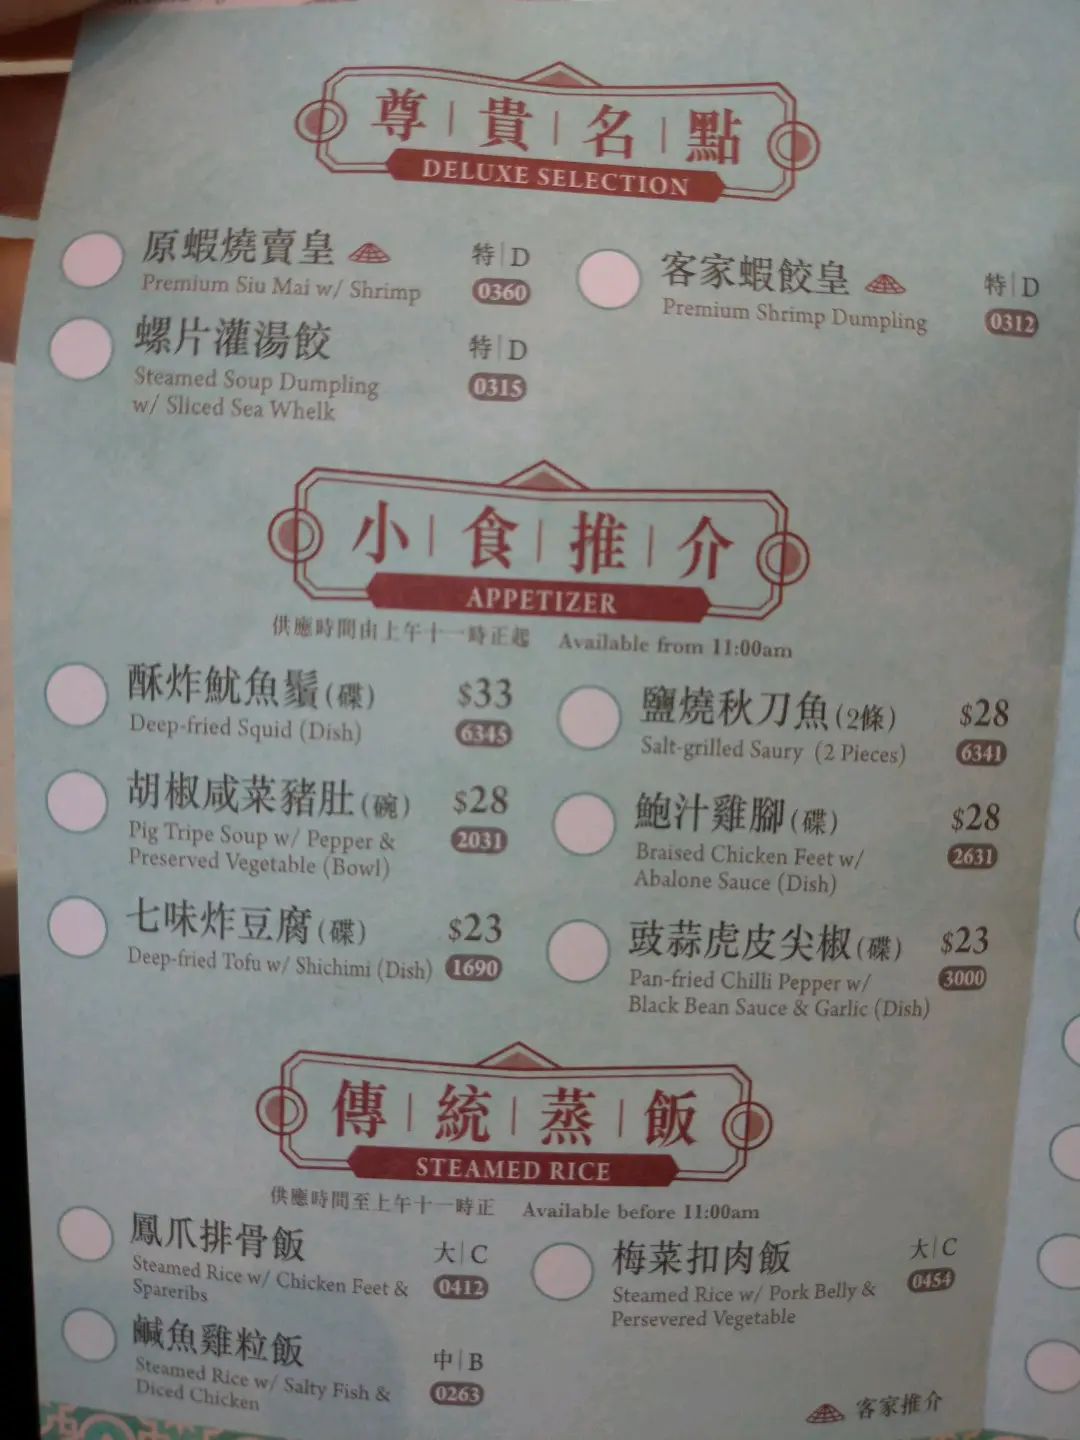 尊貴名點
DELUXE SELECTION
原蝦燒賣皇 特|D
Premium Siu Mai w/ Shrimp 0360
客家蝦餃皇 特|D
Premium Shrimp Dumpling 0312
螺片灌湯餃 特|D
Steamed Soup Dumpling 0315
w/ Sliced Sea Whelk
小食推介
APPETIZER
供應時間由上午十一時正起 Available from 11:00am
酥炸魷魚鬚(碟) $33
Deep-fried Squid (Dish) 6345
鹽燒秋刀魚(2條) $28
Salt-grilled Saury (2 Pieces) 6341
胡椒咸菜豬肚(碗) $28
Pig Tripe Soup w/ Pepper & 2031
Preserved Vegetable (Bowl)
鮑汁雞腳(碟) $28
Braised Chicken Feet w/ 2631
Abalone Sauce (Dish)
七味炸豆腐(碟) $23
Deep-fried Tofu w/ Shichimi (Dish) 1690
豉蒜虎皮尖椒(碟) $23
Pan-fried Chilli Pepper w/ 3000
Black Bean Sauce & Garlic (Dish)
傳統蒸飯
STEAMED RICE
供應時間至上午十一時正 Available before 11:00am
鳳爪排骨飯 大|C
Steamed Rice w/ Chicken Feet & 0412
Spareribs
梅菜扣肉飯 大|C
Steamed Rice w/ Pork Belly & 0454
Persevered Vegetable
鹹魚雞粒飯 中|B
Steamed Rice w/ Salty Fish & 0263
Diced Chicken
客家推介